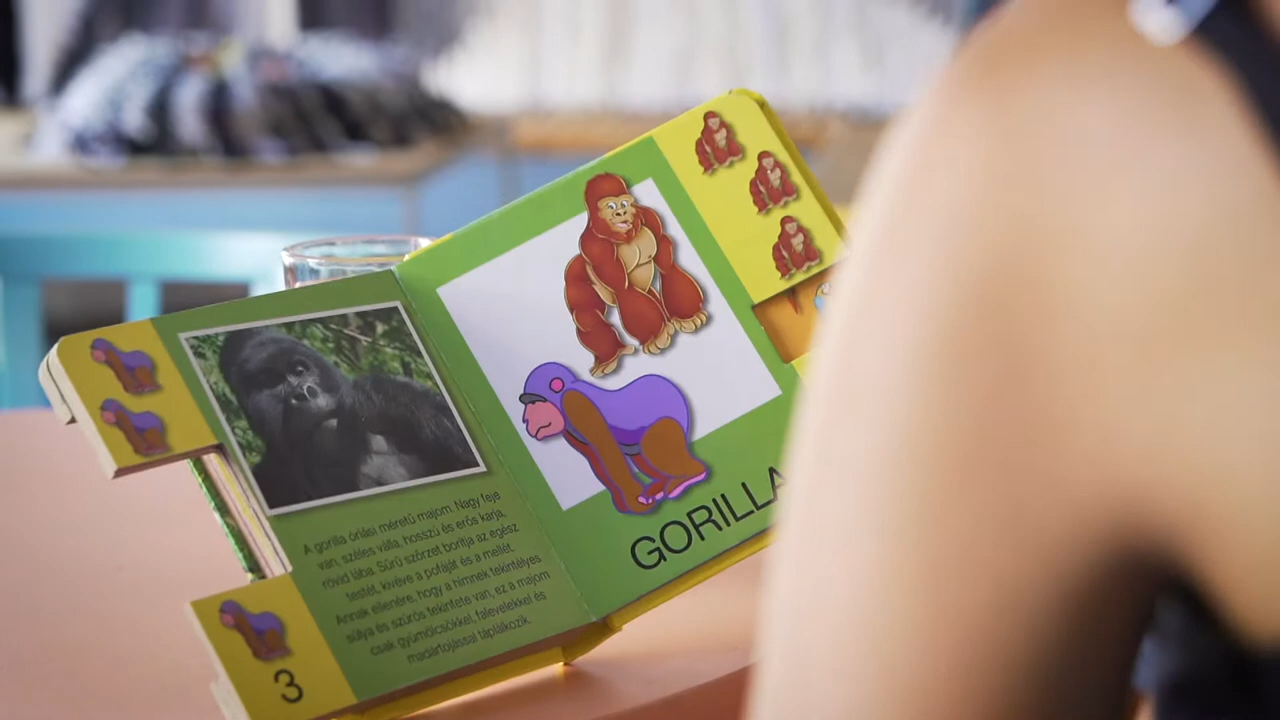 A gorilla óriási méretű majom. Nagy feje
van, széles válla, hosszú és erős karja,
rövid lába. Sűrű szőrzet borítja az egész
testét, kivéve a pofáját és a mellét.
Annak ellenére, hogy a hímnek tekintélyes
súlya és szúrós tekintete van, ez a majom
csak gyümölcsökkel, falevelekkel és
madártojással táplálkozik.
3
GORILLA